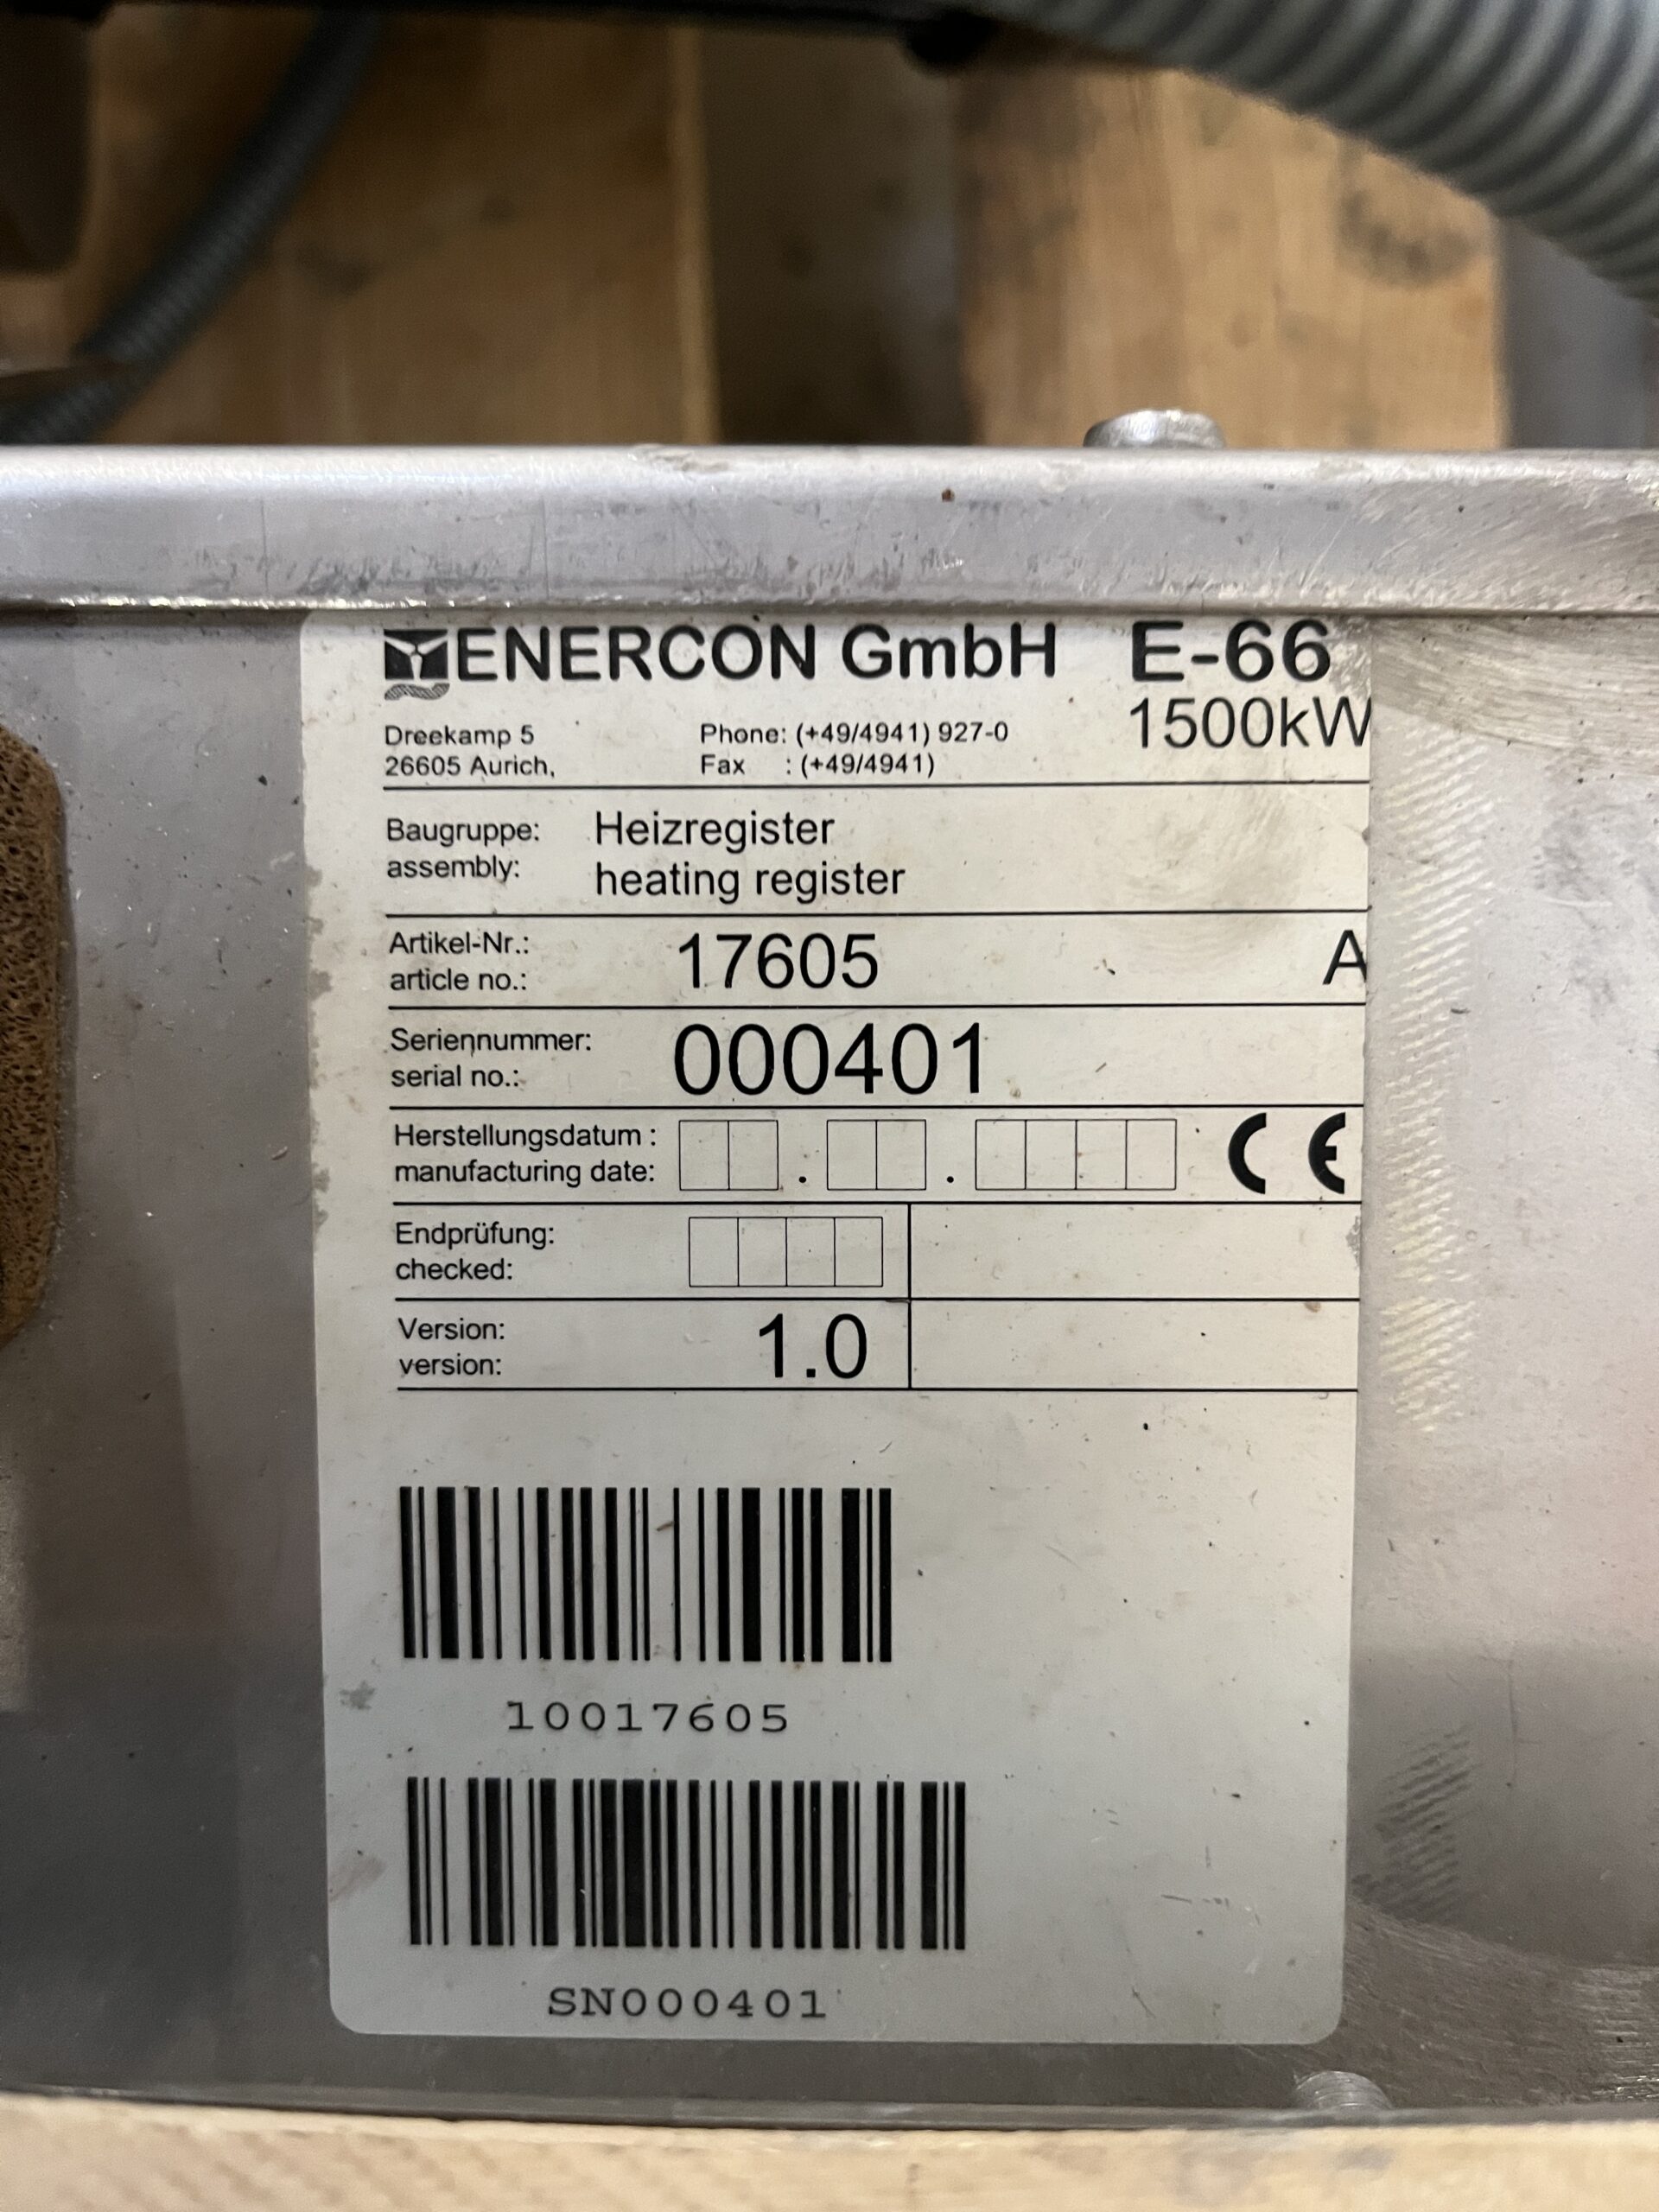 ENERCON GmbH E-66
1500kW
Dreekamp 5 Phone: (+49/4941) 927-0
26605 Aurich, Fax : (+49/4941)
Baugruppe: Heizregister
assembly: heating register
Artikel-Nr.: 17605 A
article no.:
Seriennummer: 000401
serial no.:
Herstellungsdatum : . . CE
manufacturing date:
Endprüfung:
checked:
Version: 1.0
version:
10017605
SN000401